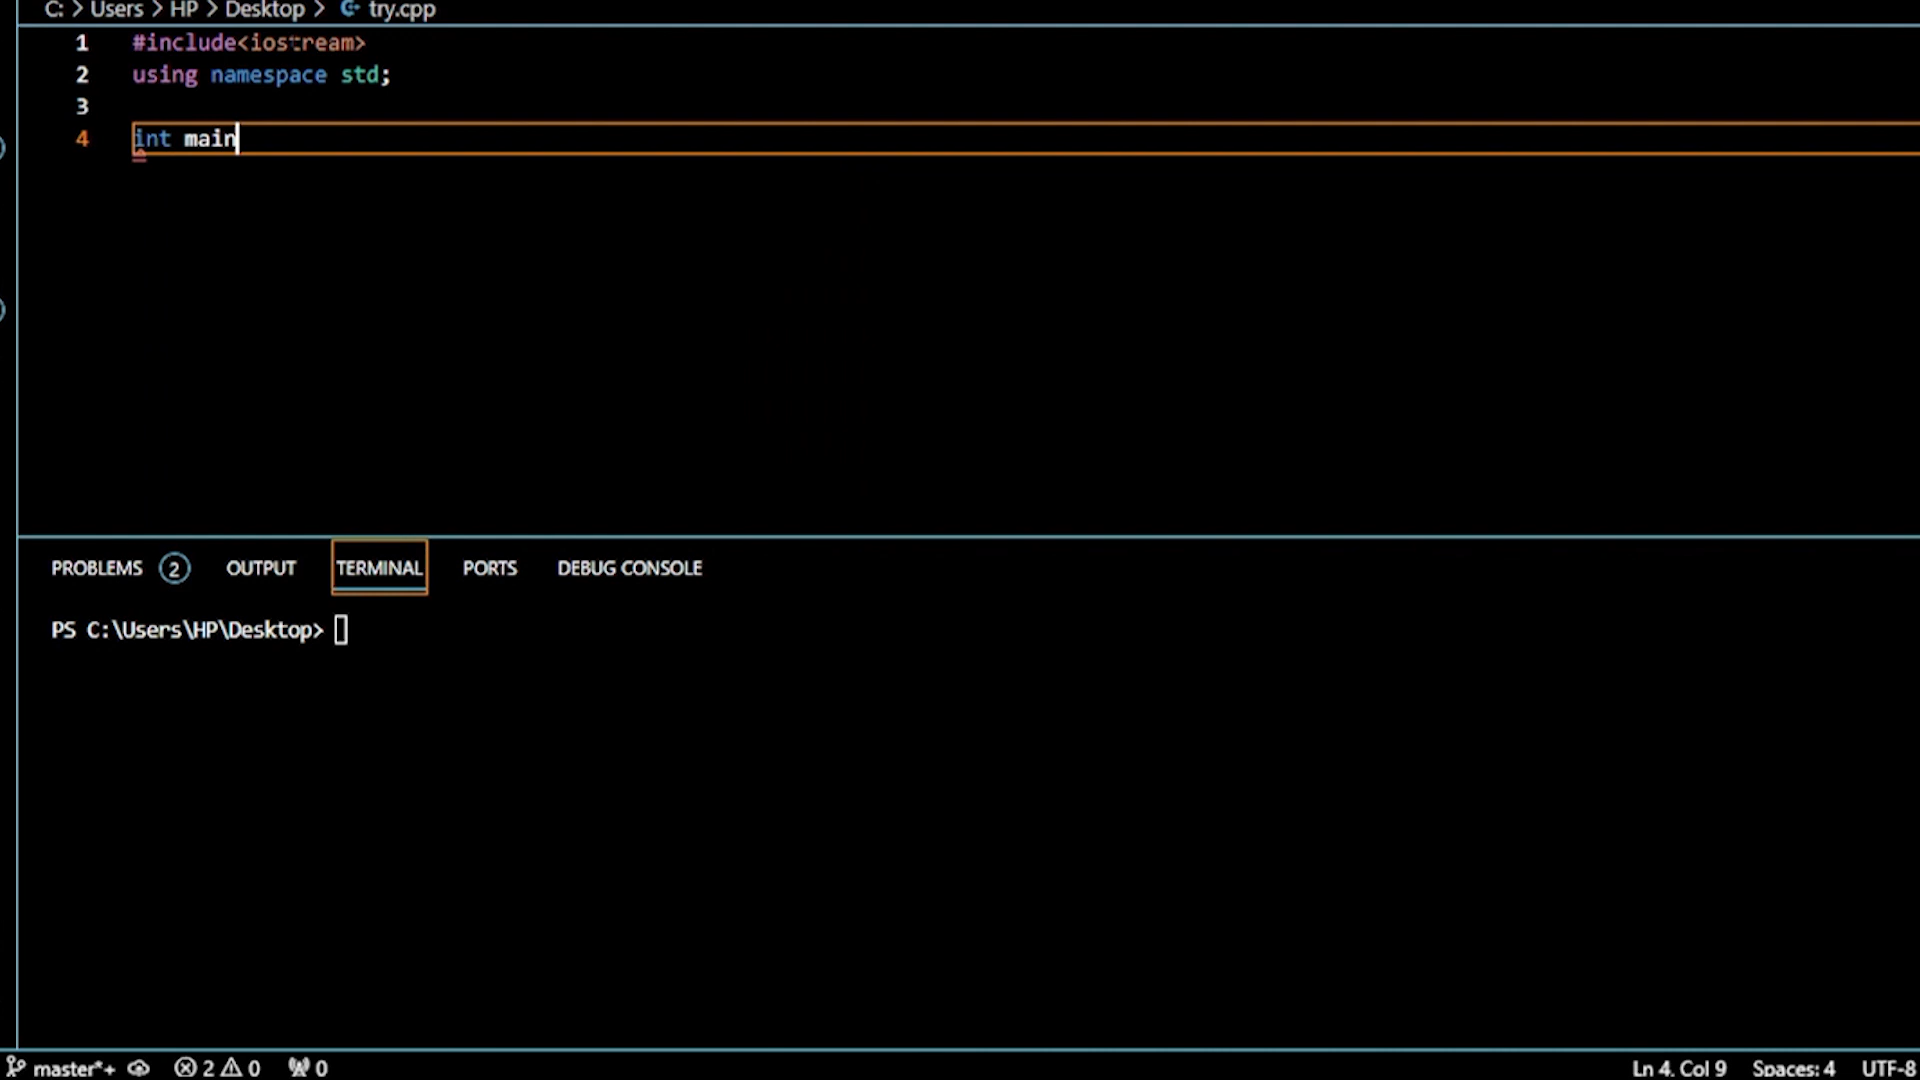 C: > Users > HP > Desktop > try.cpp
1 #include<iostream>
2 using namespace std;
3
4 int main
PROBLEMS 2 OUTPUT TERMINAL PORTS DEBUG CONSOLE
PS C:\Users\HP\Desktop>
master*+ 2 0 0 Ln 4, Col 9 Spaces: 4 UTF-8